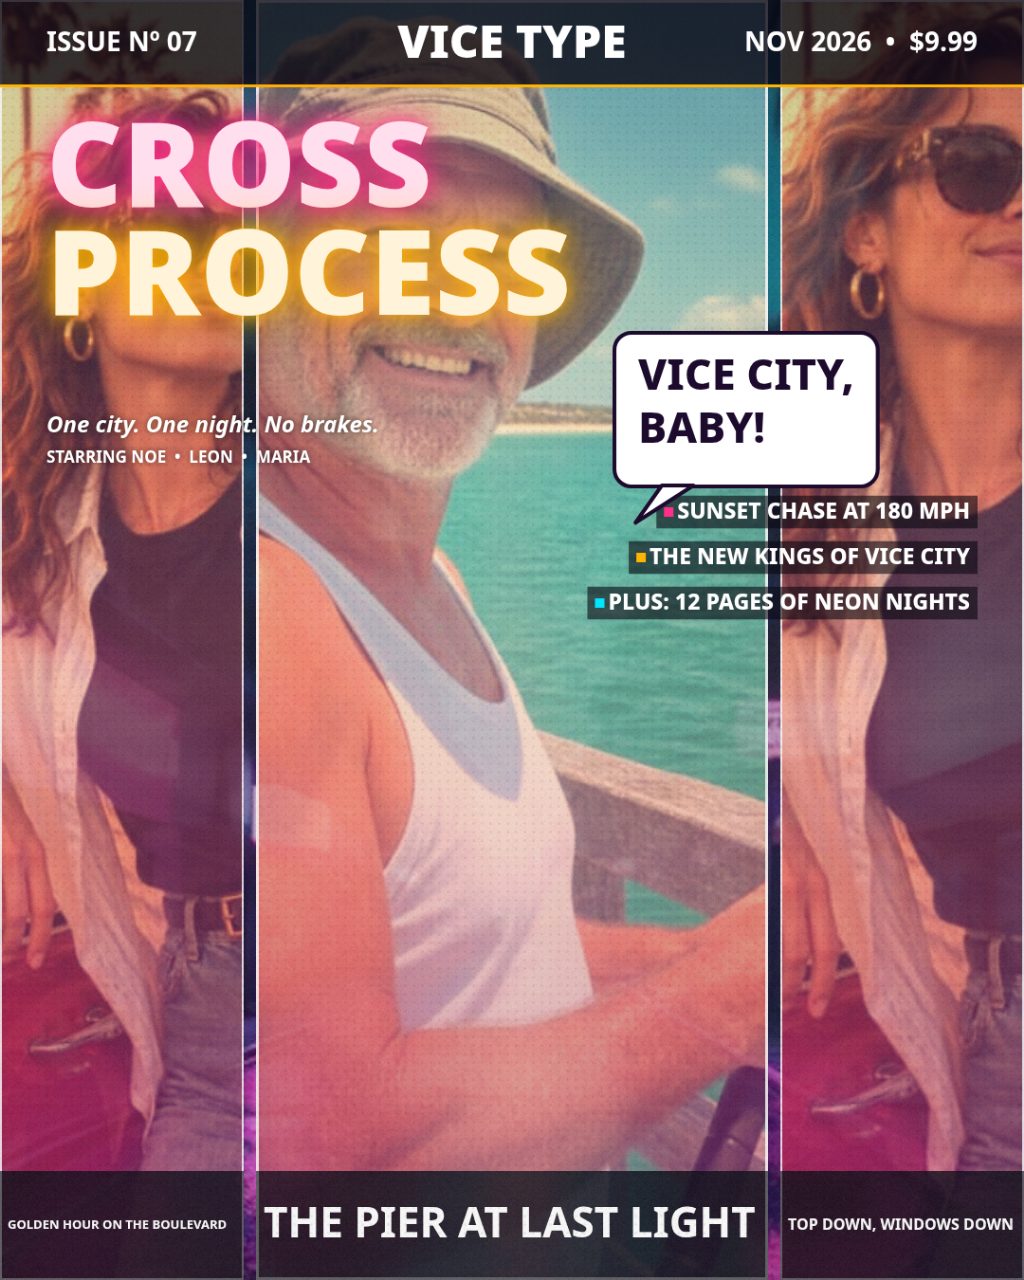 ISSUE Nº 07
VICE TYPE
NOV 2026 • $9.99
CROSS
PROCESS
VICE CITY,
BABY!
One city. One night. No brakes.
STARRING NOE • LEON • MARIA
SUNSET CHASE AT 180 MPH
THE NEW KINGS OF VICE CITY
PLUS: 12 PAGES OF NEON NIGHTS
GOLDEN HOUR ON THE BOULEVARD
THE PIER AT LAST LIGHT
TOP DOWN, WINDOWS DOWN